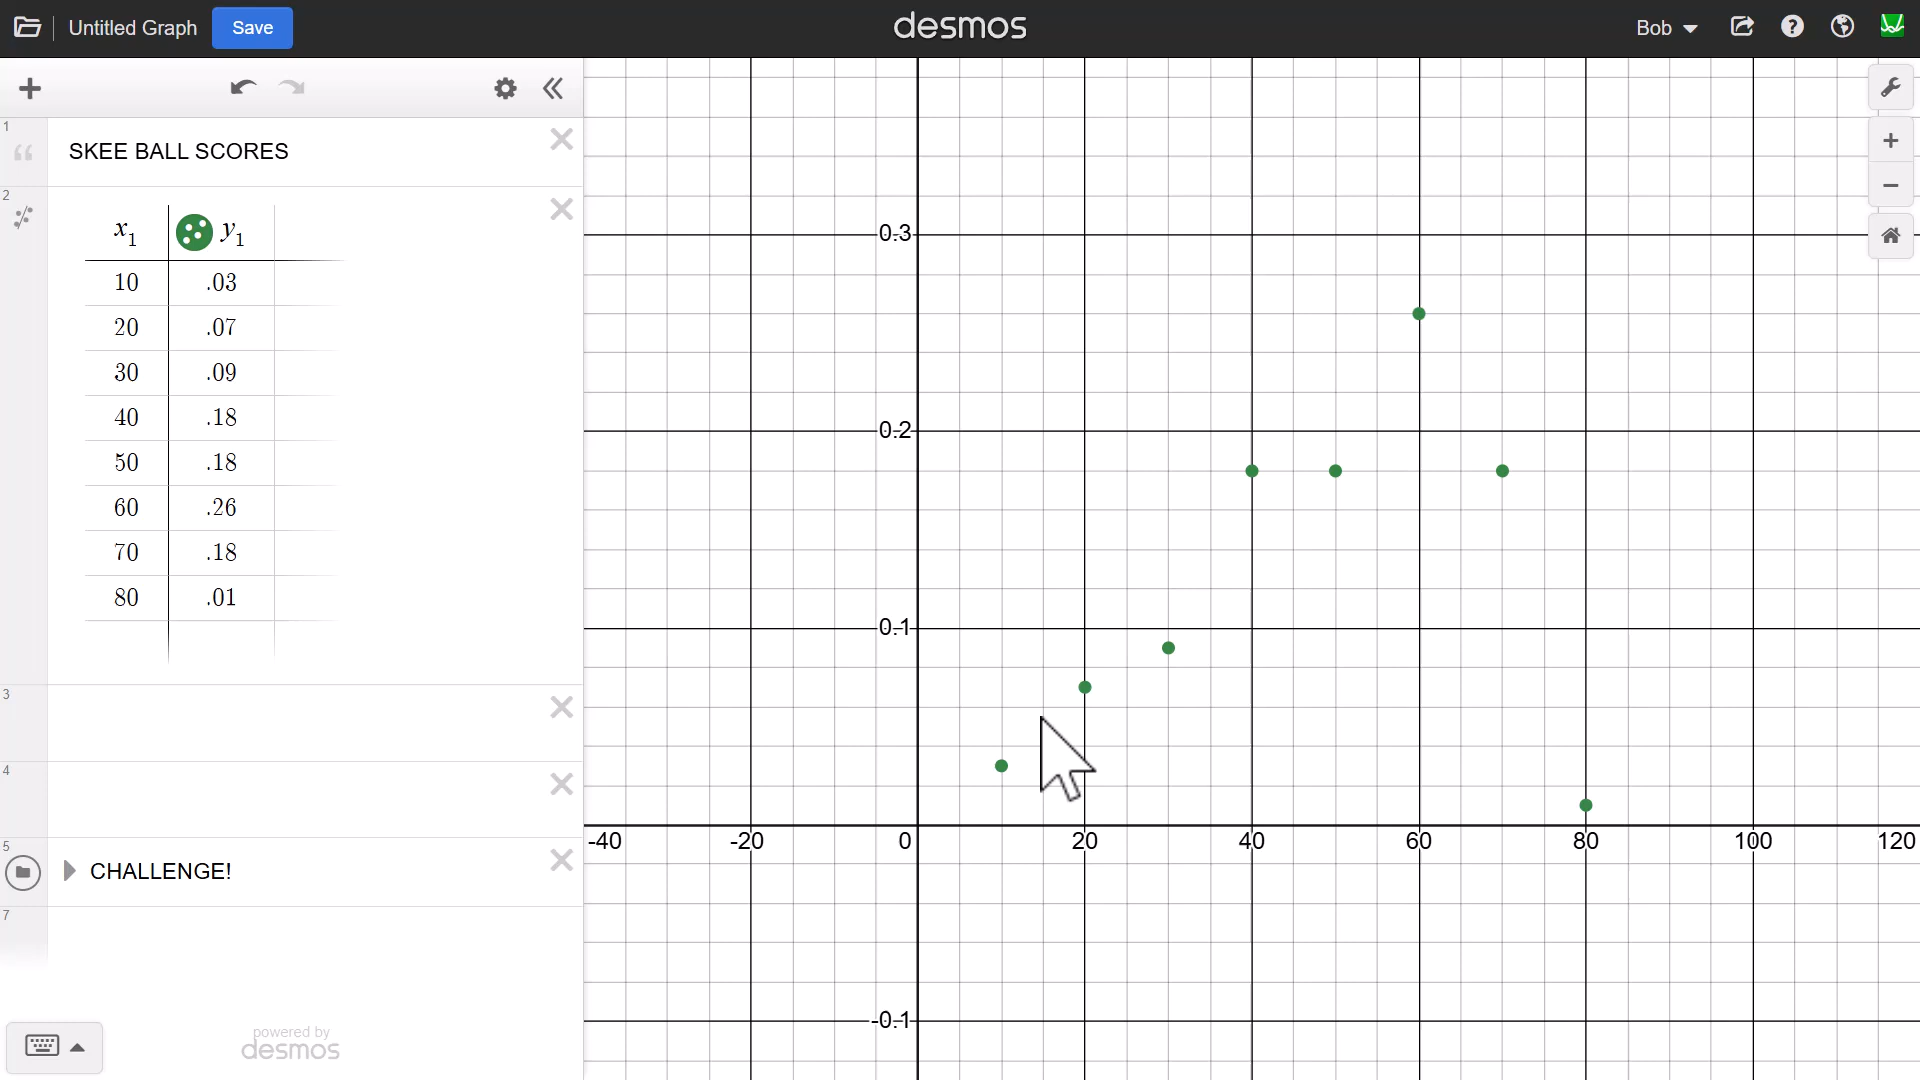 Untitled Graph
Save
desmos
Bob
1
SKEE BALL SCORES
2
x₁ y₁
10 .03
20 .07
30 .09
40 .18
50 .18
60 .26
70 .18
80 .01
3
4
5
CHALLENGE!
7
powered by
desmos
0.3
0.2
0.1
-40 -20 0 20 40 60 80 100 120
-0.1